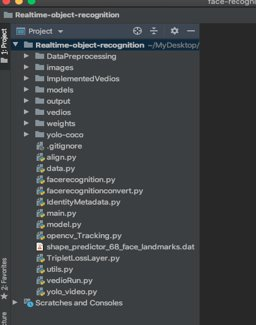 face-recognition
Realtime-object-recognition
1: Project
Project
Realtime-object-recognition ~/MyDesktop/
DataPreprocessing
images
ImplementedVedios
models
output
vedios
weights
yolo-coco
.gitignore
align.py
data.py
facerecognition.py
facerecognitionconvert.py
IdentityMetadata.py
main.py
model.py
opencv_Tracking.py
shape_predictor_68_face_landmarks.dat
TripletLossLayer.py
utils.py
vedioRun.py
yolo_video.py
Scratches and Consoles
2: Favorites